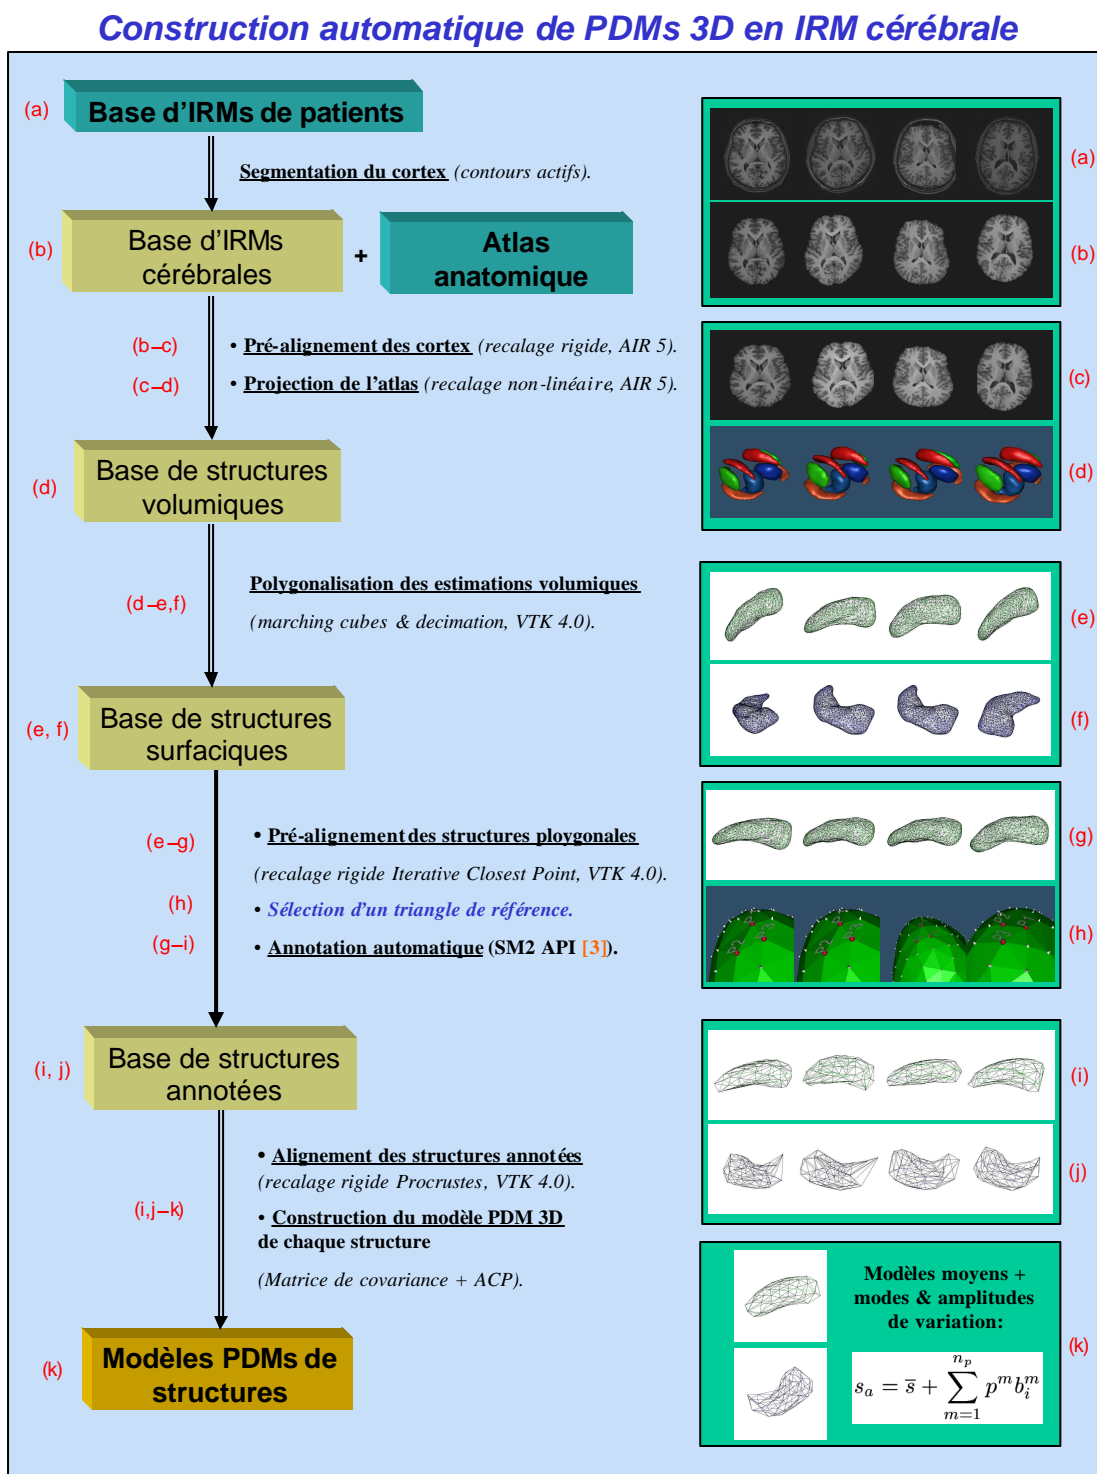 Construction automatique de PDMs 3D en IRM cérébrale
(a)
Base d'IRMs de patients
Segmentation du cortex (contours actifs).
(b)
Base d'IRMs
cérébrales
+
Atlas
anatomique
(b–c)
• Pré-alignement des cortex (recalage rigide, AIR 5).
(c–d)
• Projection de l'atlas (recalage non-linéaire, AIR 5).
(d)
Base de structures
volumiques
(d–e,f)
Polygonalisation des estimations volumiques
(marching cubes & decimation, VTK 4.0).
(e, f)
Base de structures
surfaciques
(e–g)
• Pré-alignement des structures ploygonales
(recalage rigide Iterative Closest Point, VTK 4.0).
(h)
• Sélection d'un triangle de référence.
(g–i)
• Annotation automatique (SM2 API [3]).
(i, j)
Base de structures
annotées
• Alignement des structures annotées
(recalage rigide Procrustes, VTK 4.0).
(i,j–k)
• Construction du modèle PDM 3D
de chaque structure
(Matrice de covariance + ACP).
(k)
Modèles PDMs de
structures
(a)
(b)
(c)
(d)
(e)
(f)
(g)
(h)
(i)
(j)
Modèles moyens +
modes & amplitudes
de variation:
(k)
s_a = s̄ + ∑_{m=1}^{n_p} p^m b_i^m